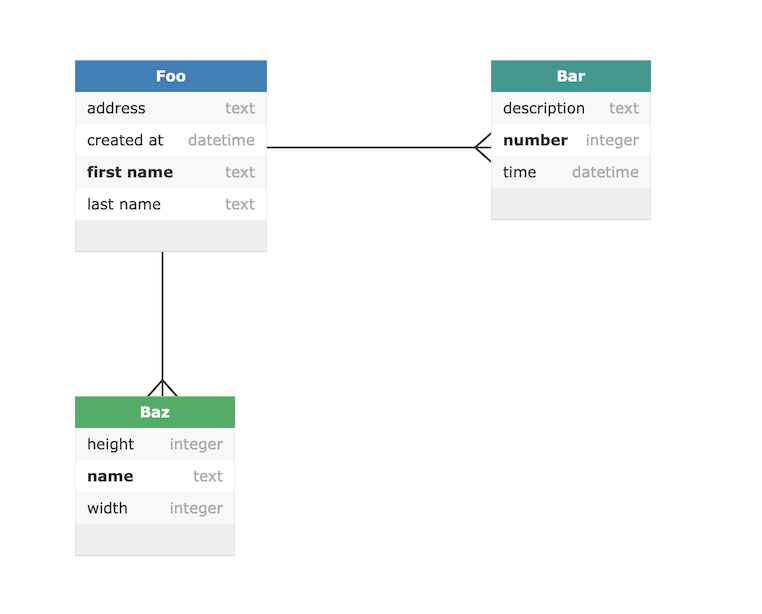 Foo
address text
created at datetime
first name text
last name text
Bar
description text
number integer
time datetime
Baz
height integer
name text
width integer